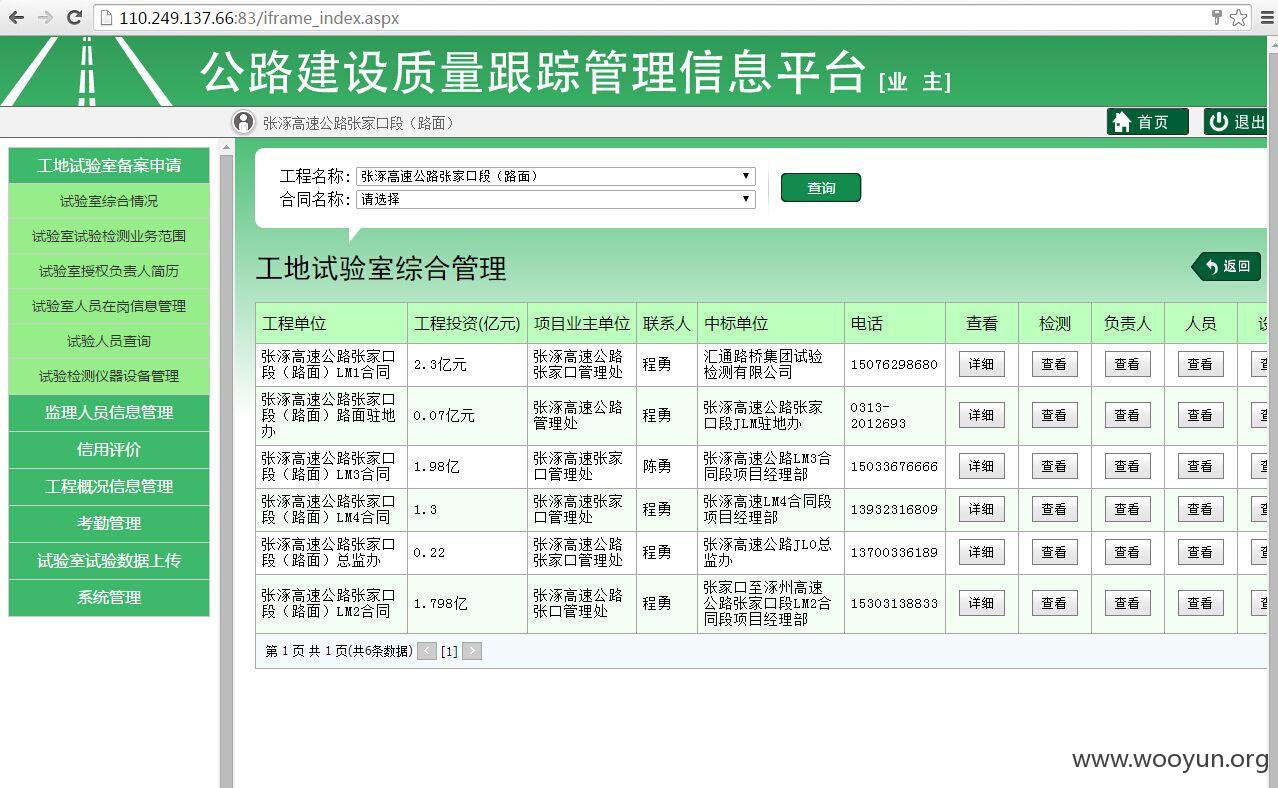 110.249.137.66:83/iframe_index.aspx
公路建设质量跟踪管理信息平台 [业 主]
张涿高速公路张家口段（路面）
首页
退出
工地试验室备案申请
试验室综合情况
试验室试验检测业务范围
试验室授权负责人简历
试验室人员在岗信息管理
试验人员查询
试验检测仪器设备管理
监理人员信息管理
信用评价
工程概况信息管理
考勤管理
试验室试验数据上传
系统管理
工程名称：张涿高速公路张家口段（路面）
合同名称：请选择
查询
工地试验室综合管理
返回
工程单位 工程投资(亿元) 项目业主单位 联系人 中标单位 电话 查看 检测 负责人 人员
张涿高速公路张家口 张涿高速公路 汇通路桥集团试验
段（路面）LM1合同 2.3亿元 张家口管理处 程勇 检测有限公司 15076298680 详细 查看 查看 查看
张涿高速公路张家口
段（路面）路面驻地 0.07亿元 张涿高速公路 程勇 张涿高速公路张家 0313- 详细 查看 查看 查看
办 管理处 口段JLM驻地办 2012693
张涿高速公路张家口 张涿高速张家 张涿高速公路LM3合
段（路面）LM3合同 1.98亿 口管理处 陈勇 同段项目经理部 15033676666 详细 查看 查看 查看
张涿高速公路张家口 张涿高速张家 张涿高速LM4合同段
段（路面）LM4合同 1.3 口管理处 程勇 项目经理部 13932316809 详细 查看 查看 查看
张涿高速公路张家口 张涿高速公路 张涿高速公路JL0总
段（路面）总监办 0.22 张家口管理处 程勇 监办 13700336189 详细 查看 查看 查看
张涿高速公路张家口 张涿高速公路 张家口至涿州高速
段（路面）LM2合同 1.798亿 张口管理处 程勇 公路张家口段LM2合 15303138833 详细 查看 查看 查看
同段项目经理部
第 1 页 共 1 页(共6条数据) < [1] >
www.wooyun.org